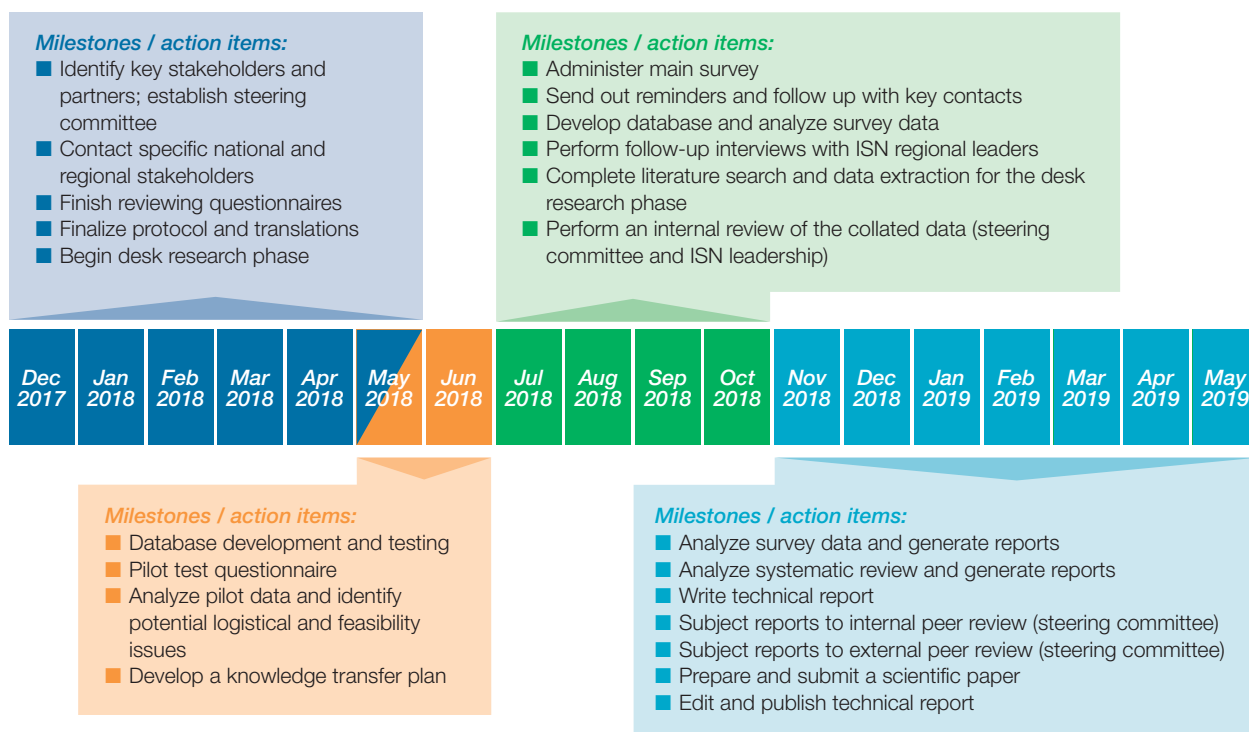 Milestones / action items:
Identify key stakeholders and
partners; establish steering
committee
Contact specific national and
regional stakeholders
Finish reviewing questionnaires
Finalize protocol and translations
Begin desk research phase
Milestones / action items:
Administer main survey
Send out reminders and follow up with key contacts
Develop database and analyze survey data
Perform follow-up interviews with ISN regional leaders
Complete literature search and data extraction for the desk
research phase
Perform an internal review of the collated data (steering
committee and ISN leadership)
Dec
2017
Jan
2018
Feb
2018
Mar
2018
Apr
2018
May
2018
Jun
2018
Jul
2018
Aug
2018
Sep
2018
Oct
2018
Nov
2018
Dec
2018
Jan
2019
Feb
2019
Mar
2019
Apr
2019
May
2019
Milestones / action items:
Database development and testing
Pilot test questionnaire
Analyze pilot data and identify
potential logistical and feasibility
issues
Develop a knowledge transfer plan
Milestones / action items:
Analyze survey data and generate reports
Analyze systematic review and generate reports
Write technical report
Subject reports to internal peer review (steering committee)
Subject reports to external peer review (steering committee)
Prepare and submit a scientific paper
Edit and publish technical report